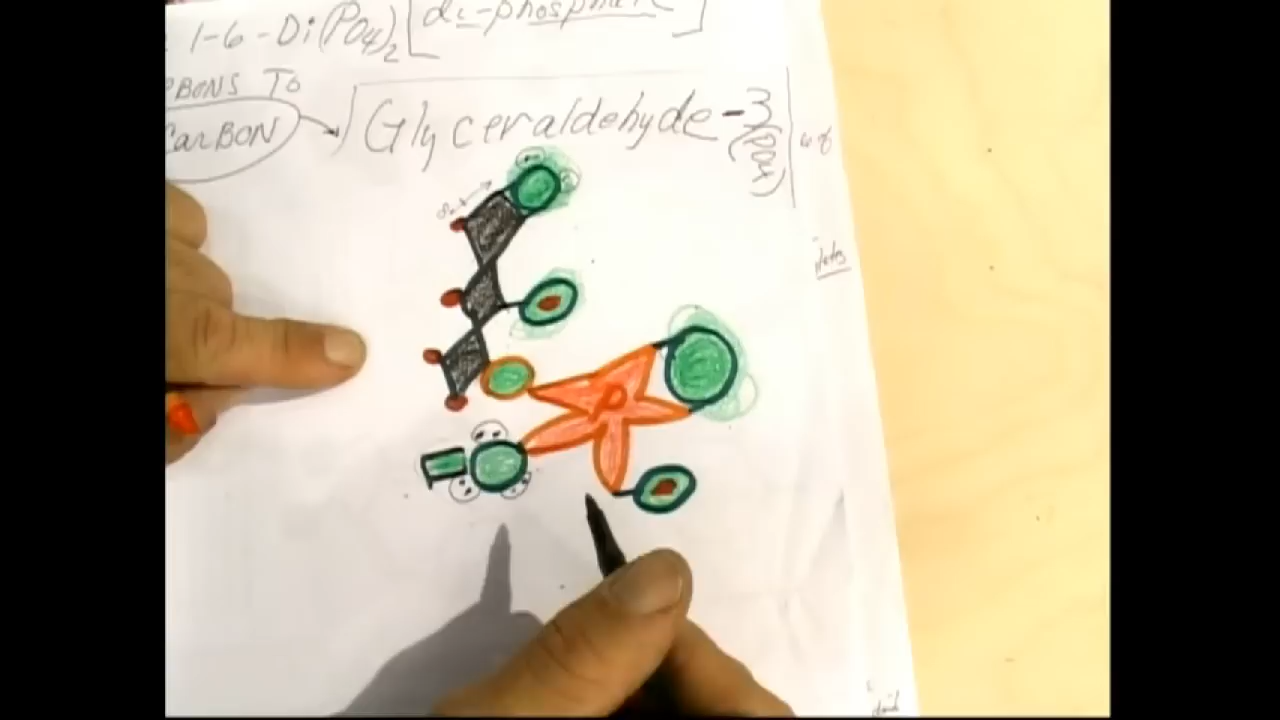 1-6-Di(PO4)2 [di-phosphate]
RBONS TO
CarBON → Glyceraldehyde-3
(PO4)
P